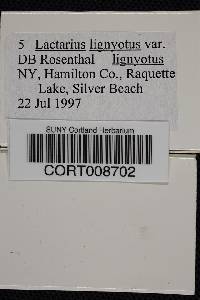 5 Lactarius lignyotus var.
DB Rosenthal lignyotus
NY, Hamilton Co., Raquette
Lake, Silver Beach
22 Jul 1997
SUNY Cortland Herbarium
CORT008702